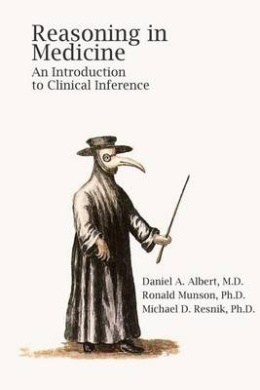 Reasoning in
Medicine
An Introduction
to Clinical Inference
Daniel A. Albert, M.D.
Ronald Munson, Ph.D.
Michael D. Resnik, Ph.D.